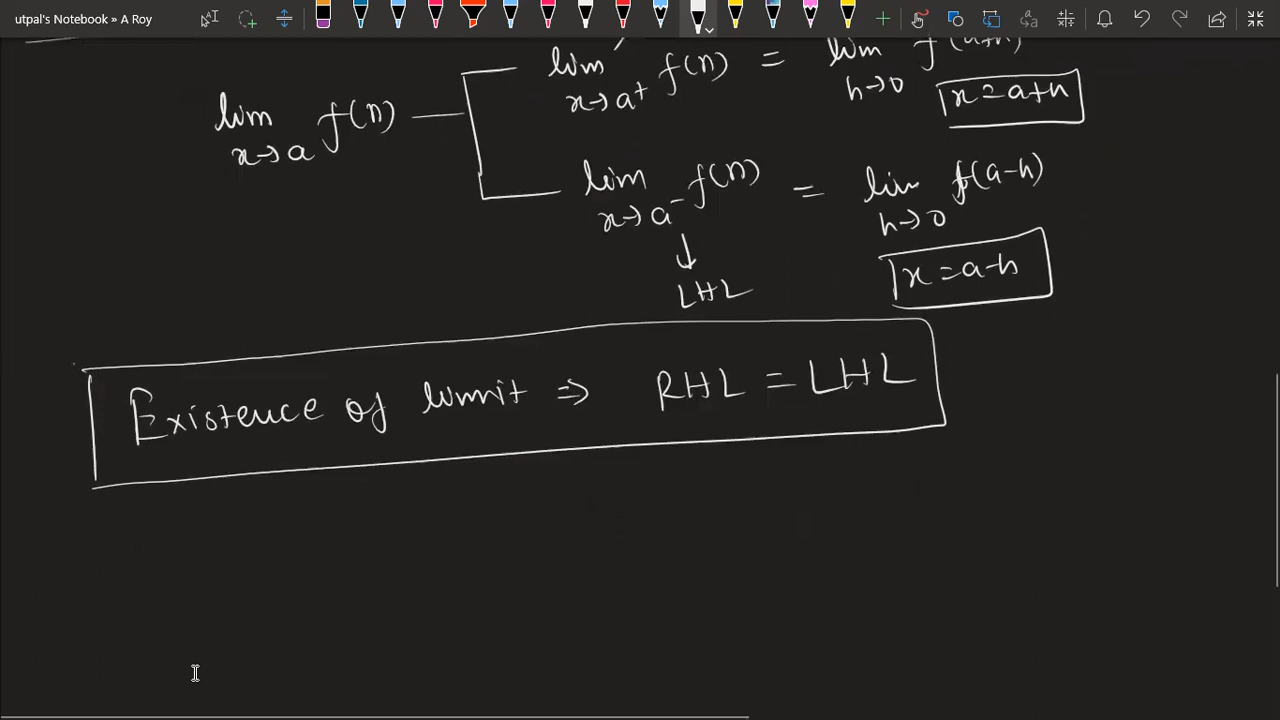 utpal's Notebook » A Roy
lim x→a f(x)
lim x→a⁺ f(x) = lim h→0 f(a+h)
x = a+h
lim x→a⁻ f(x) = lim h→0 f(a-h)
↓
LHL
x = a-h
Existence of limit ⇒ RHL = LHL